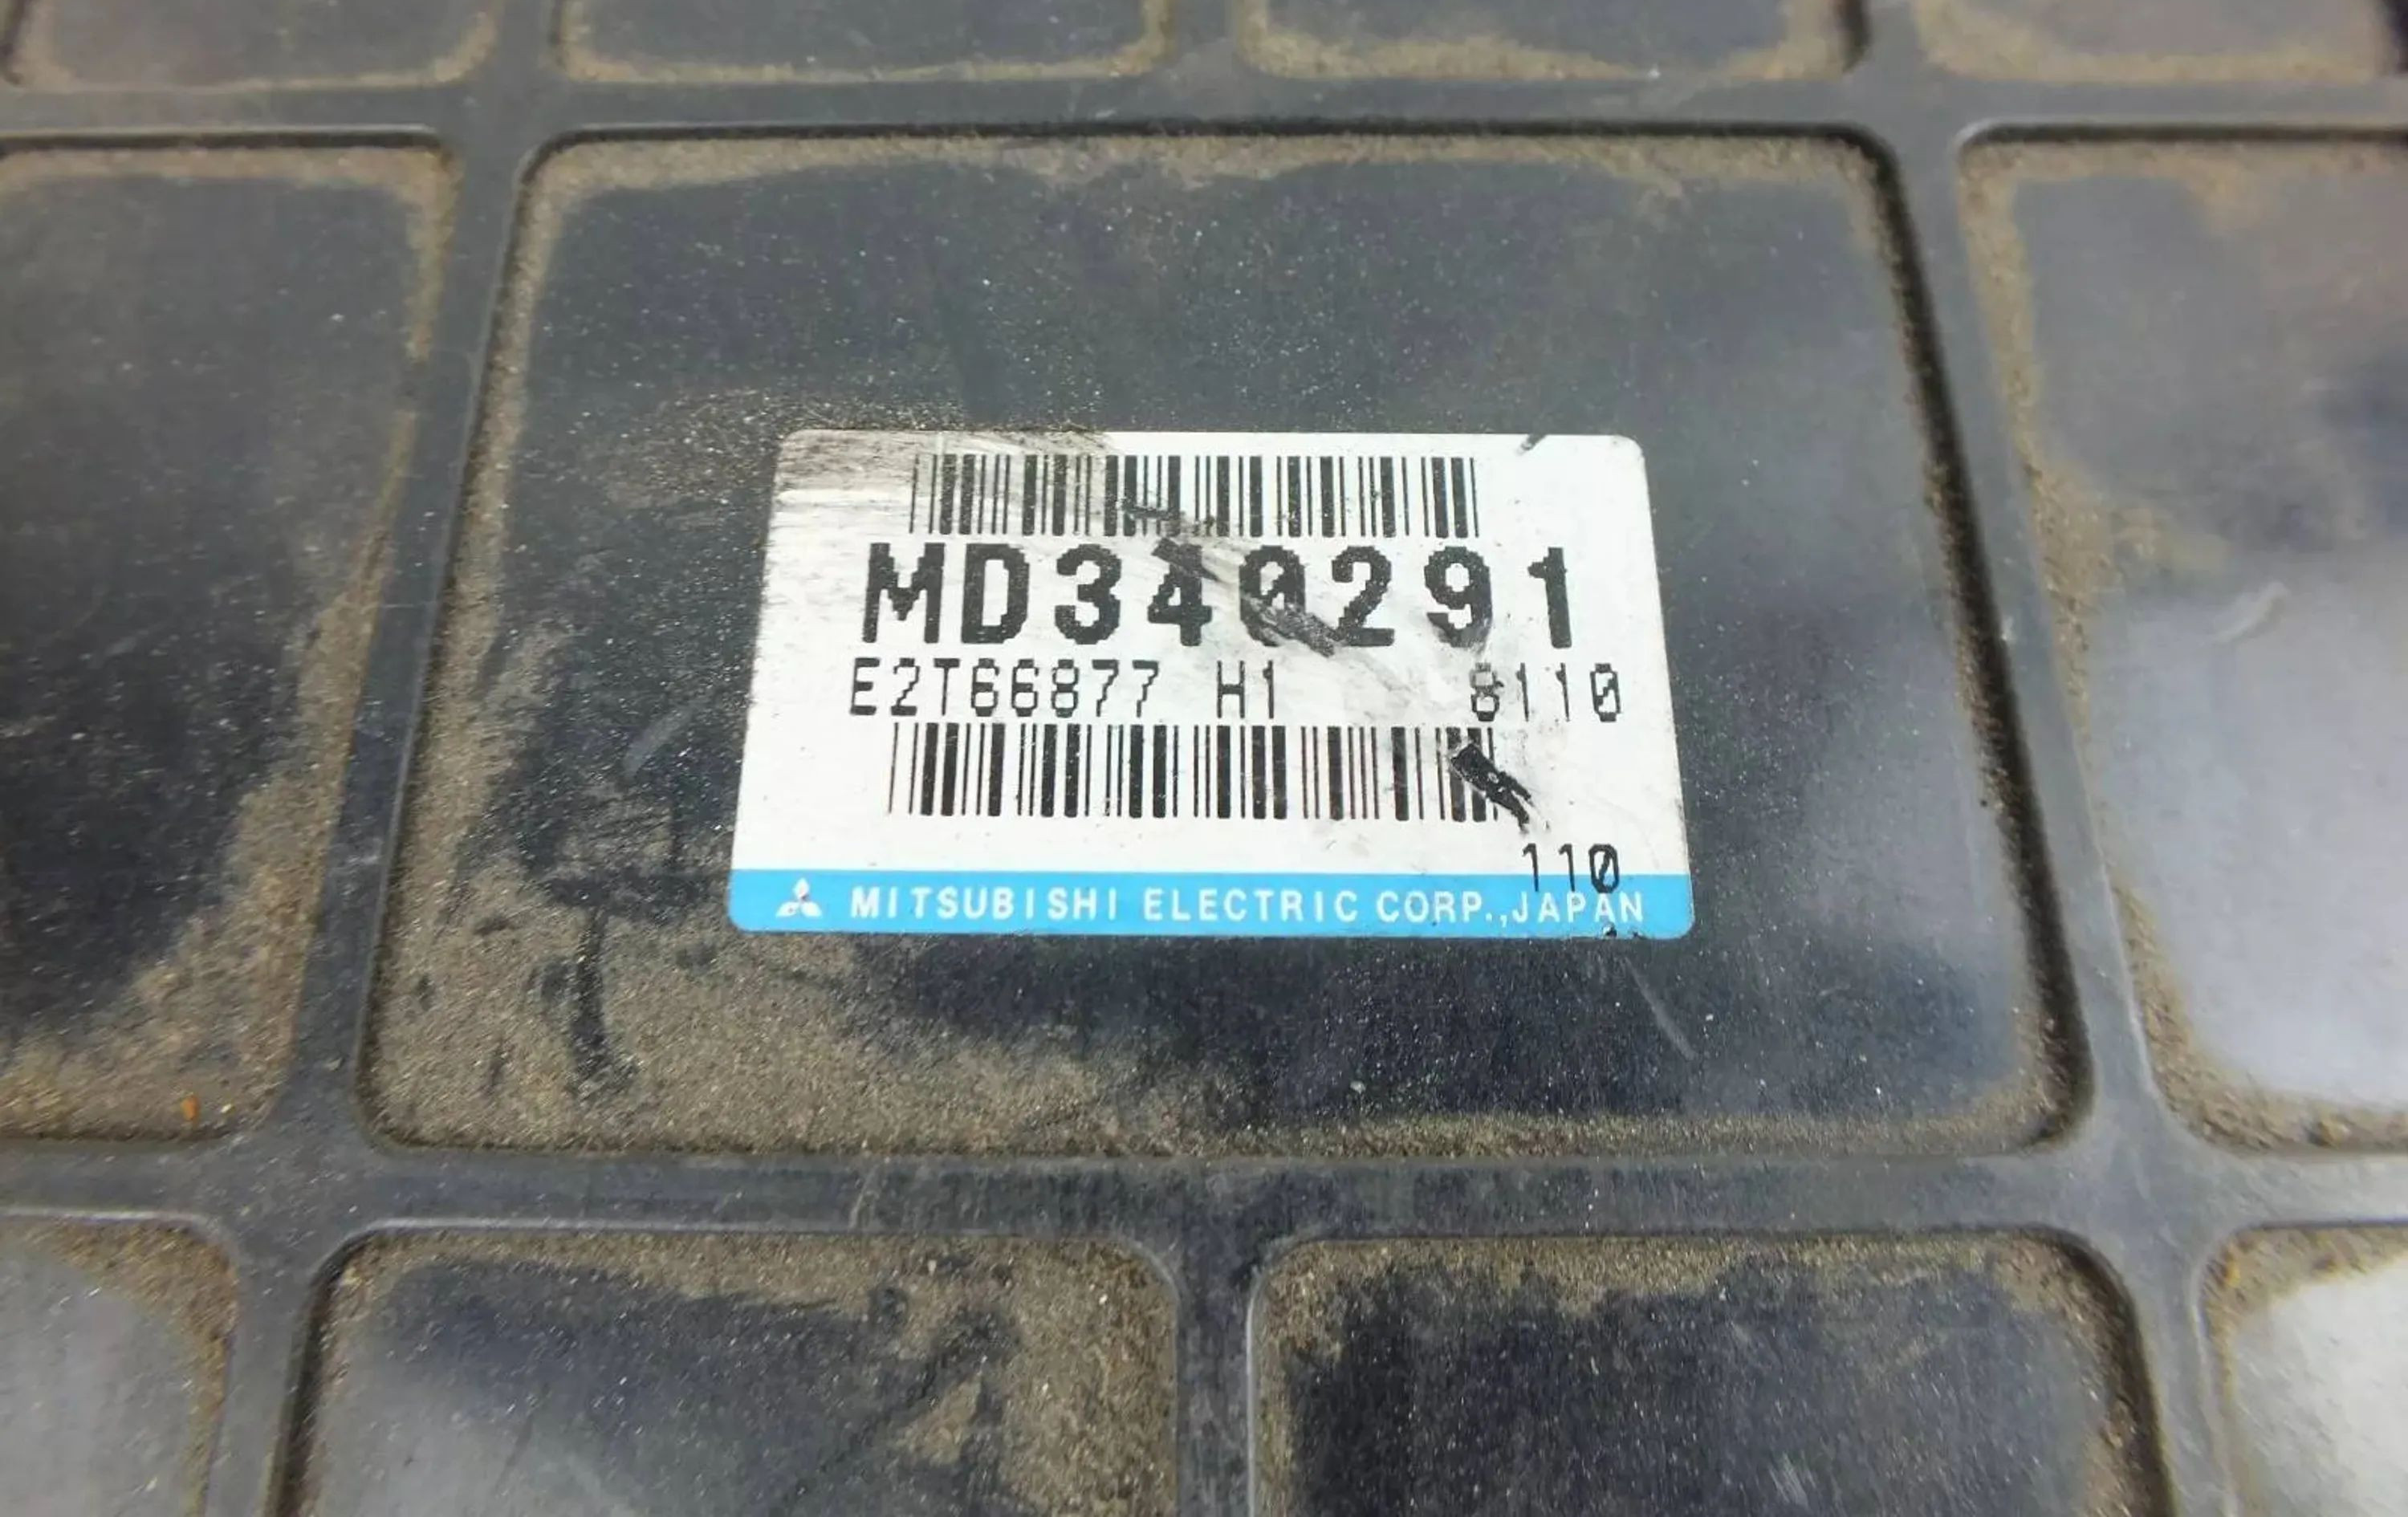 MD340291
E2T66877 H1 8110
110
MITSUBISHI ELECTRIC CORP.,JAPAN